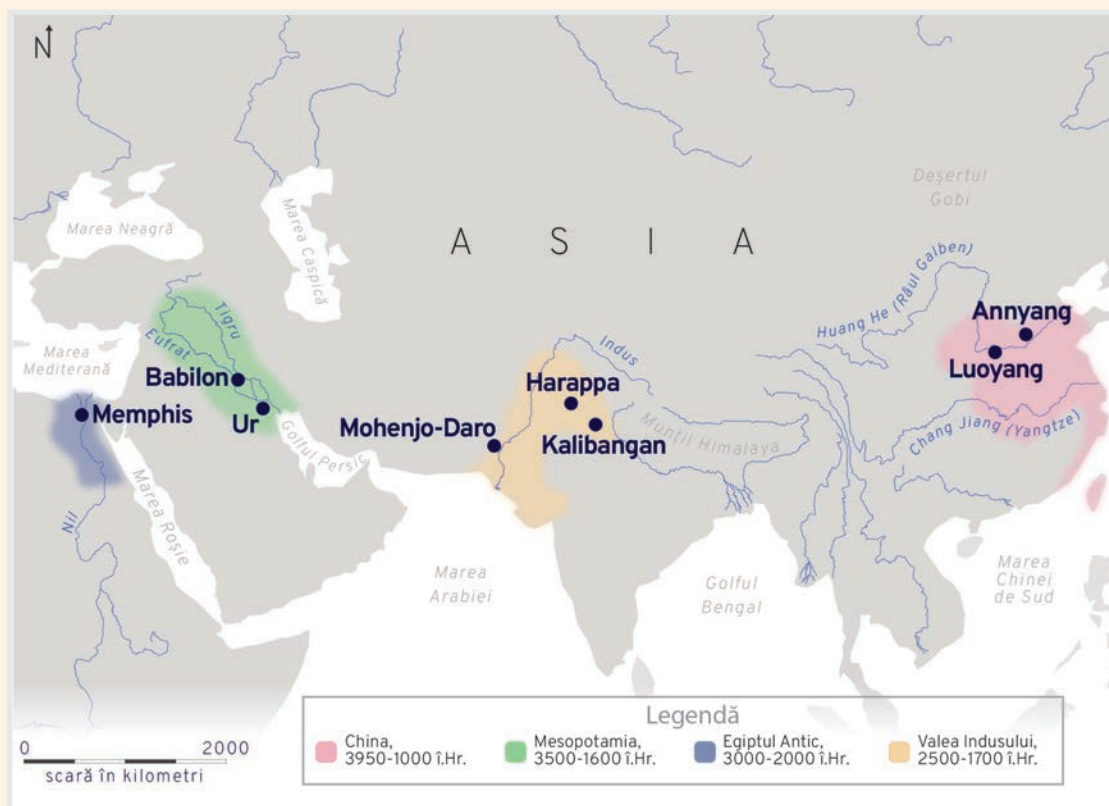 N
Deșertul
Gobi
Marea Neagră
Marea Caspică
A S I A
Huang He (Râul Galben)
Tigru
Eufrat
Annyang
Luoyang
Marea
Mediterană
Indus
Babilon
Harappa
Memphis
Ur
Mohenjo-Daro
Kalibangan
Munții Himalaya
Chang Jiang (Yangtze)
Golful Persic
Marea Roșie
Nil
Marea
Arabiei
Golful
Bengal
Marea
Chinei
de Sud
Legendă
China,
3950-1000 î.Hr.
Mesopotamia,
3500-1600 î.Hr.
Egiptul Antic,
3000-2000 î.Hr.
Valea Indusului,
2500-1700 î.Hr.
0 2000
scară în kilometri